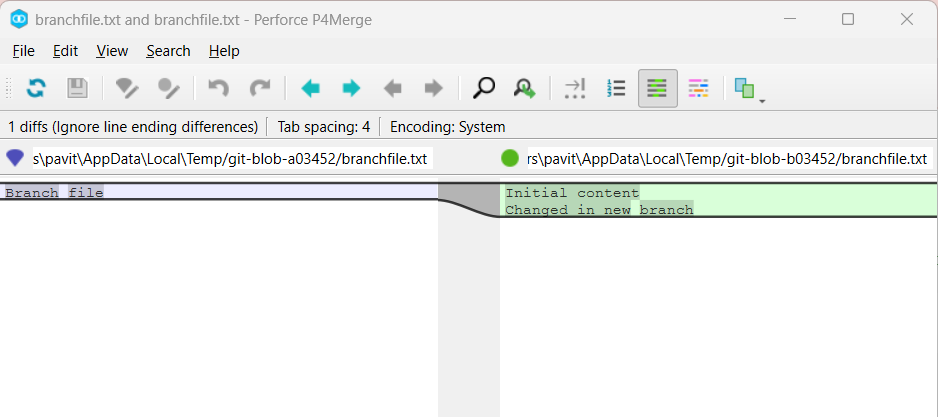 branchfile.txt and branchfile.txt - Perforce P4Merge
File Edit View Search Help
1 diffs (Ignore line ending differences) Tab spacing: 4 Encoding: System
s\pavit\AppData\Local\Temp/git-blob-a03452/branchfile.txt
rs\pavit\AppData\Local\Temp/git-blob-b03452/branchfile.txt
Branch file
Initial content
Changed in new branch